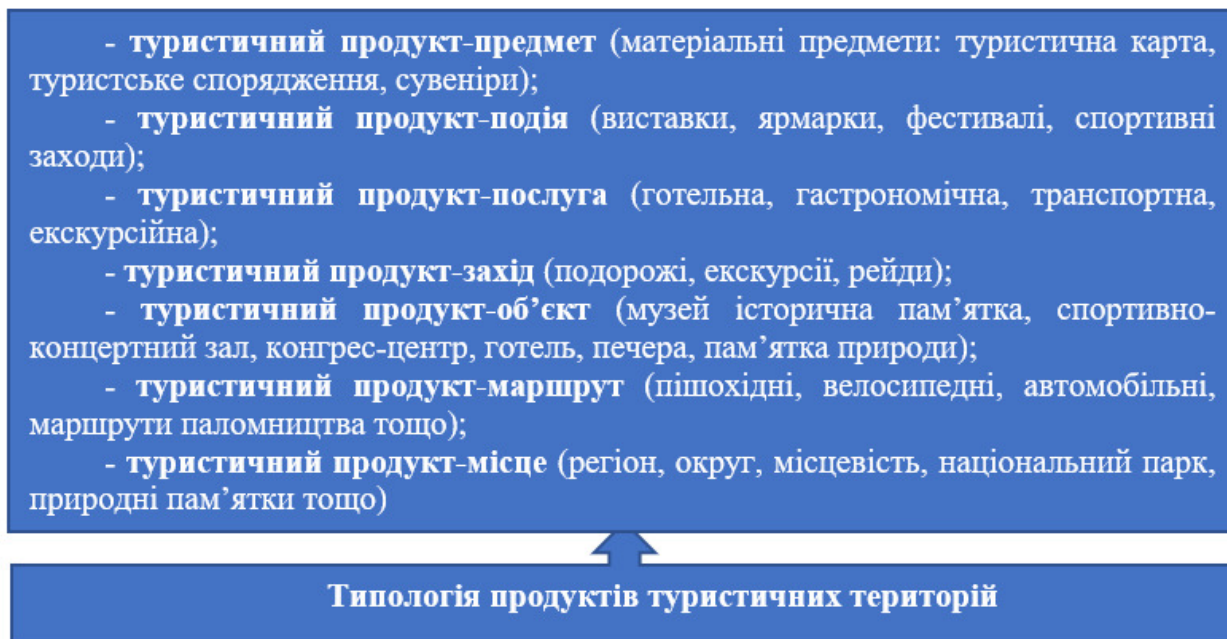 - туристичний продукт-предмет (матеріальні предмети: туристична карта,
туристське спорядження, сувеніри);
- туристичний продукт-подія (виставки, ярмарки, фестивалі, спортивні
заходи);
- туристичний продукт-послуга (готельна, гастрономічна, транспортна,
екскурсійна);
- туристичний продукт-захід (подорожі, екскурсії, рейди);
- туристичний продукт-об’єкт (музей історична пам’ятка, спортивно-
концертний зал, конгрес-центр, готель, печера, пам’ятка природи);
- туристичний продукт-маршрут (пішохідні, велосипедні, автомобільні,
маршрути паломництва тощо);
- туристичний продукт-місце (регіон, округ, місцевість, національний парк,
природні пам’ятки тощо)
Типологія продуктів туристичних територій